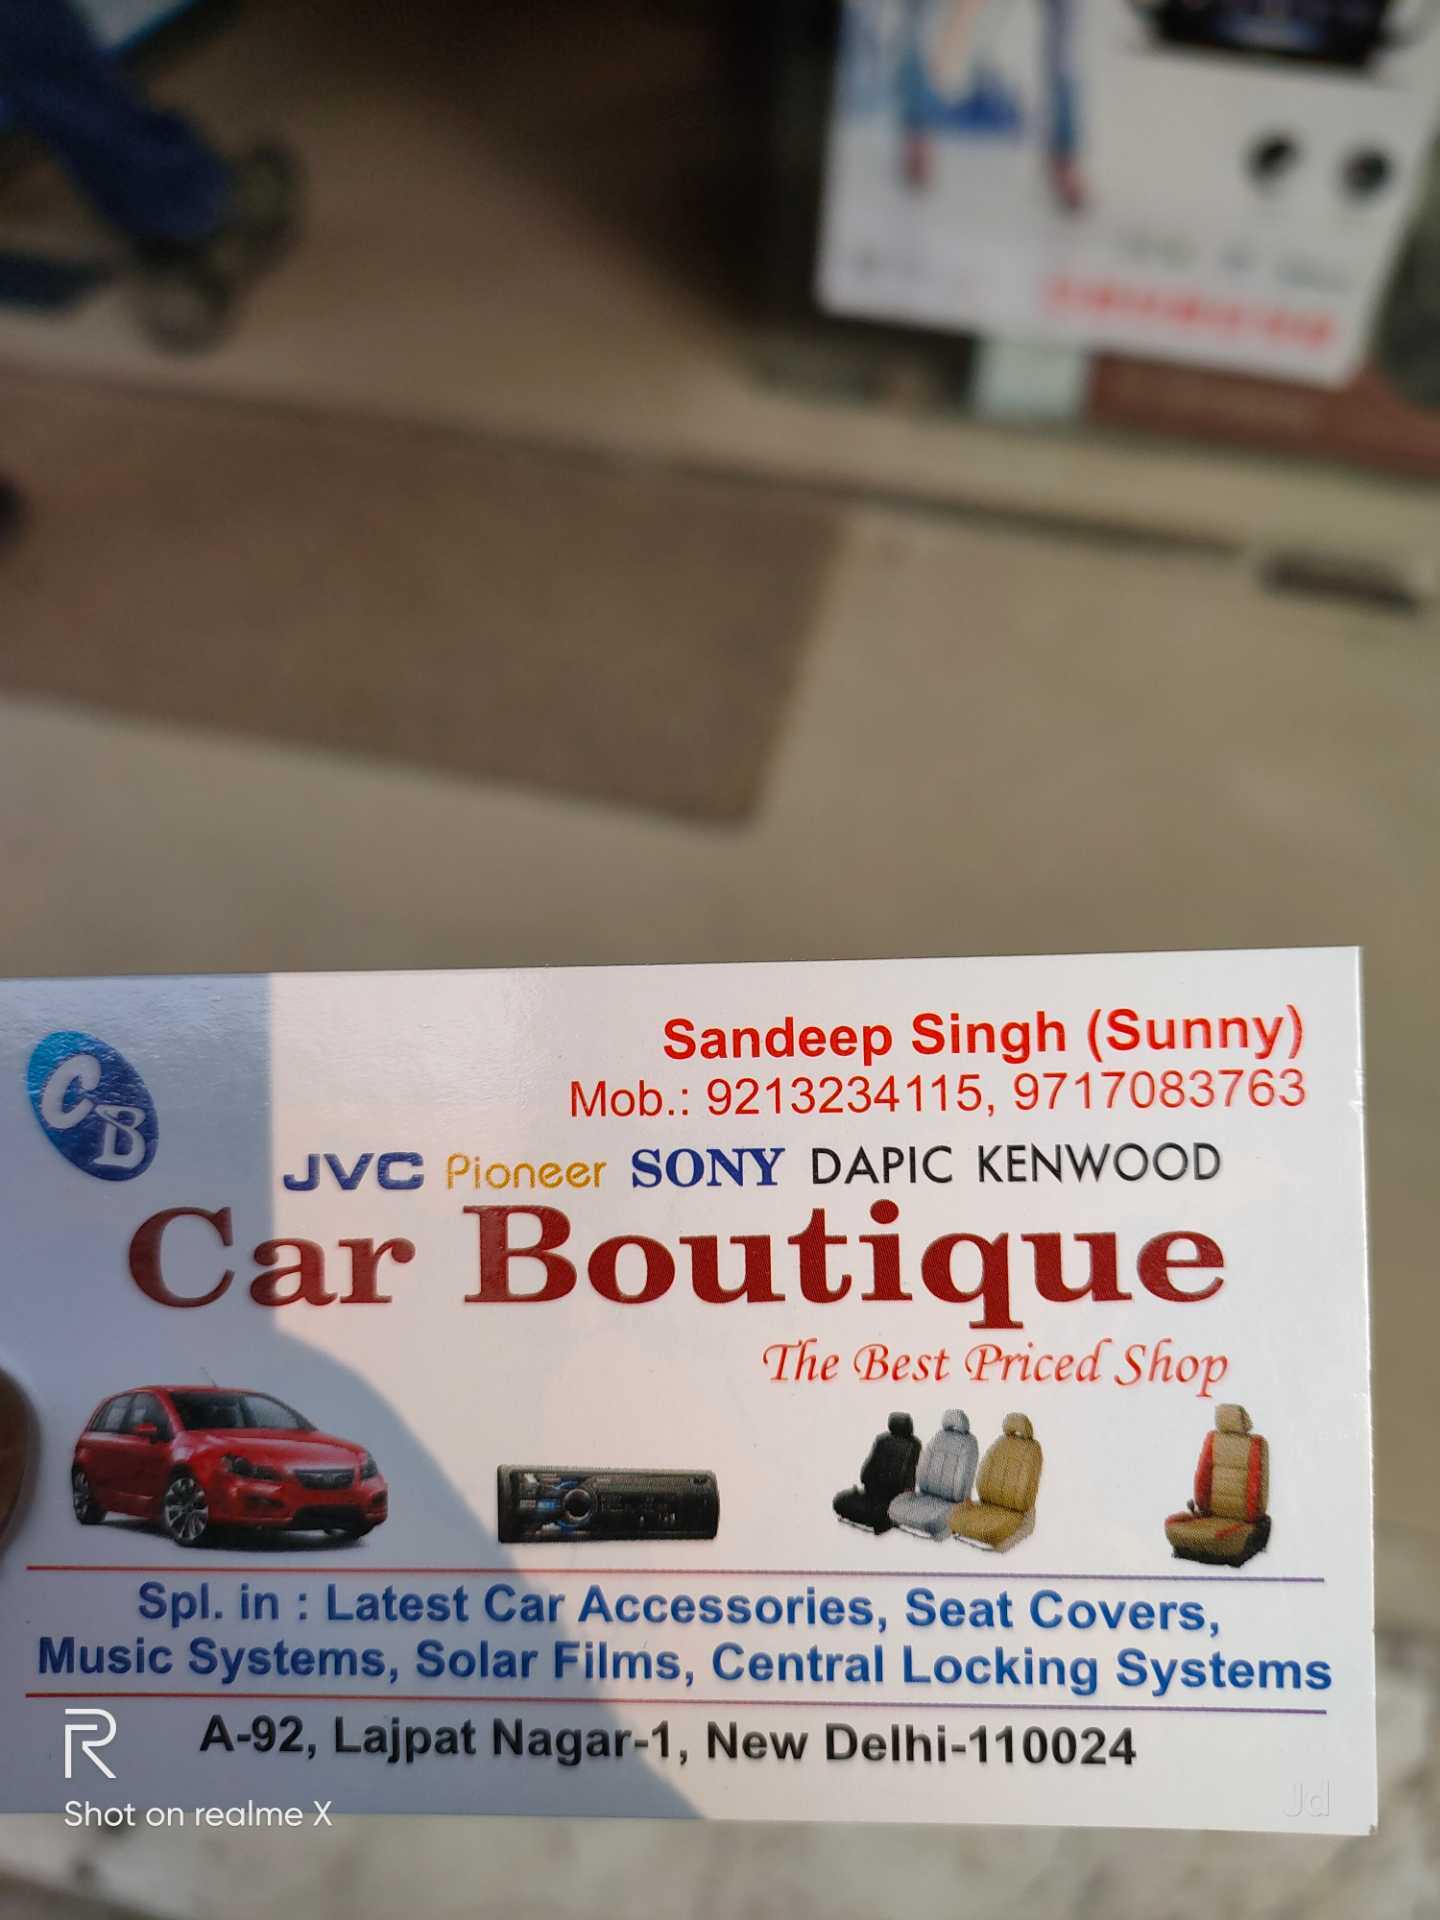 CB
Sandeep Singh (Sunny)
Mob.: 9213234115, 9717083763
JVC Pioneer SONY DAPIC KENWOOD
Car Boutique
The Best Priced Shop
Spl. in : Latest Car Accessories, Seat Covers,
Music Systems, Solar Films, Central Locking Systems
A-92, Lajpat Nagar-1, New Delhi-110024
R
Shot on realme X
Jd